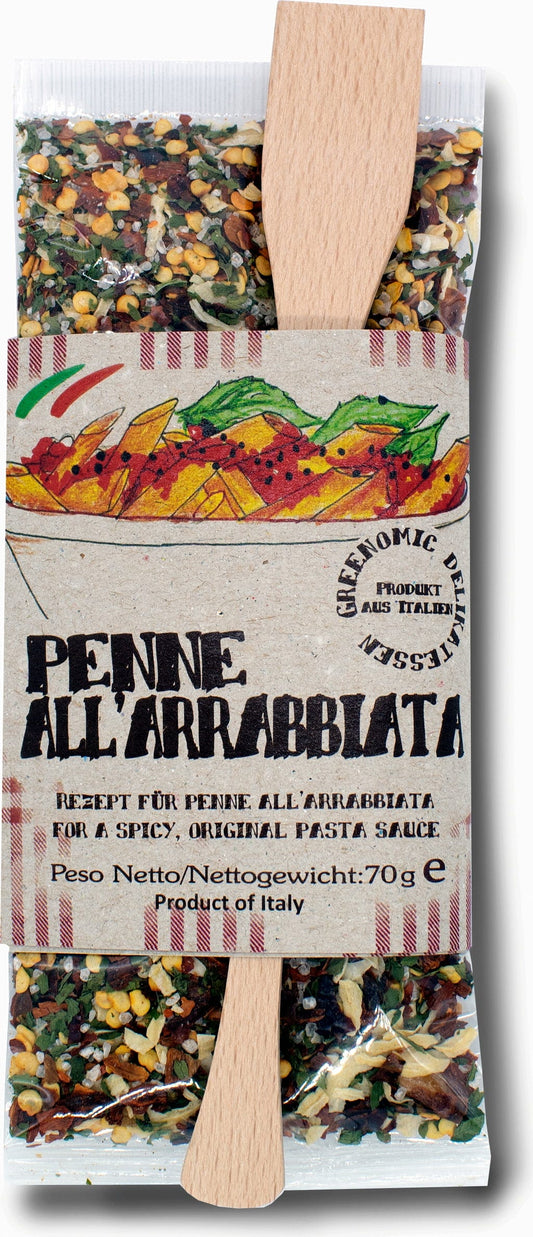 GREENOMIC DELIKATESSEN
PRODUKT
AUS ITALIEN
PENNE
ALL'ARRABBIATA
REZEPT FÜR PENNE ALL'ARRABBIATA
FOR A SPICY, ORIGINAL PASTA SAUCE
Peso Netto/Nettogewicht:70g e
Product of Italy